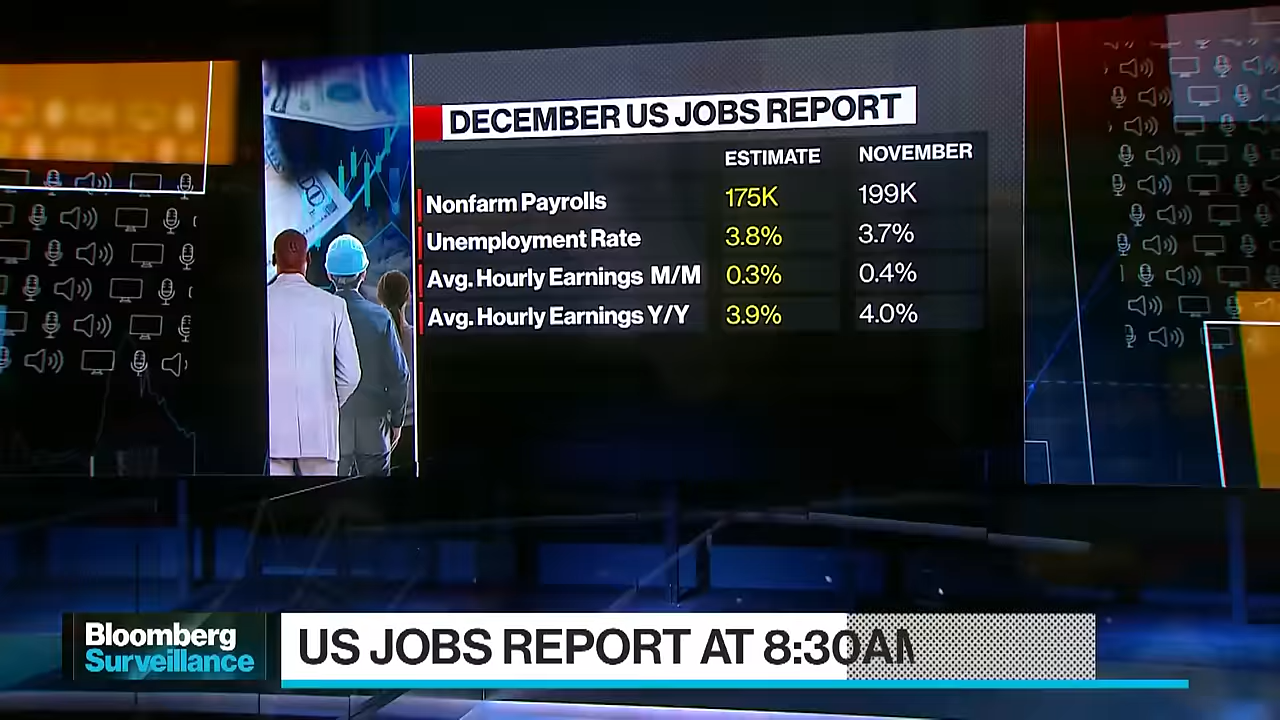 DECEMBER US JOBS REPORT
ESTIMATE NOVEMBER
Nonfarm Payrolls 175K 199K
Unemployment Rate 3.8% 3.7%
Avg. Hourly Earnings M/M 0.3% 0.4%
Avg. Hourly Earnings Y/Y 3.9% 4.0%
Bloomberg
Surveillance
US JOBS REPORT AT 8:30AM